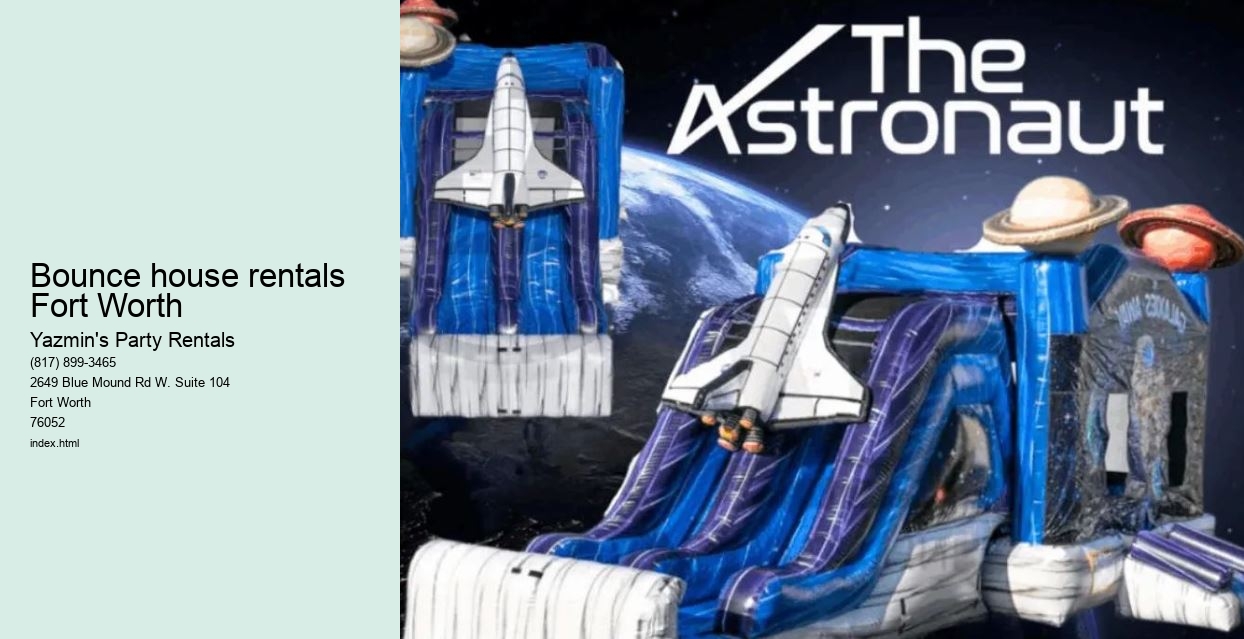 Bounce house rentals
Fort Worth
Yazmin's Party Rentals
(817) 899-3465
2649 Blue Mound Rd W. Suite 104
Fort Worth
76052
index.html
The
Astronaut